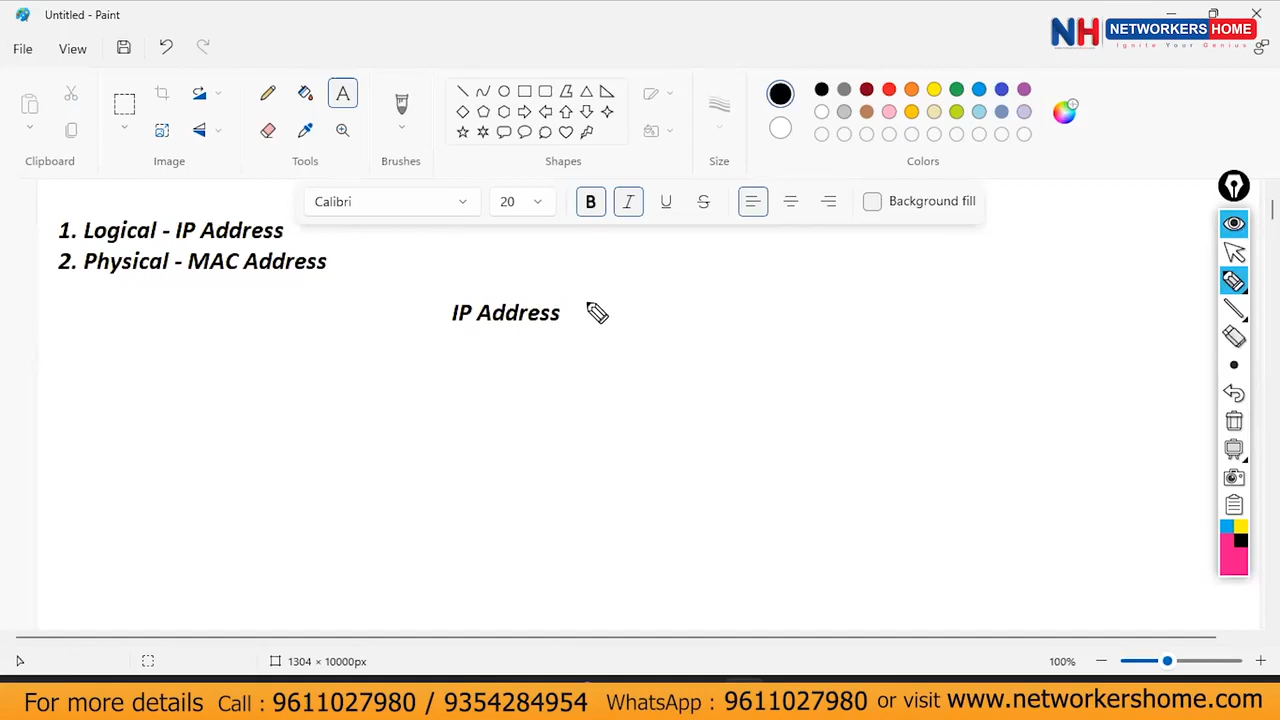 Untitled - Paint
NH NETWORKERS HOME
Ignite Your Genius
File View
Clipboard Image Tools Brushes Shapes Size Colors
A
Calibri 20 B I U S Background fill
1. Logical - IP Address
2. Physical - MAC Address
IP Address
1304 × 10000px 100%
For more details Call : 9611027980 / 9354284954 WhatsApp : 9611027980 or visit www.networkershome.com